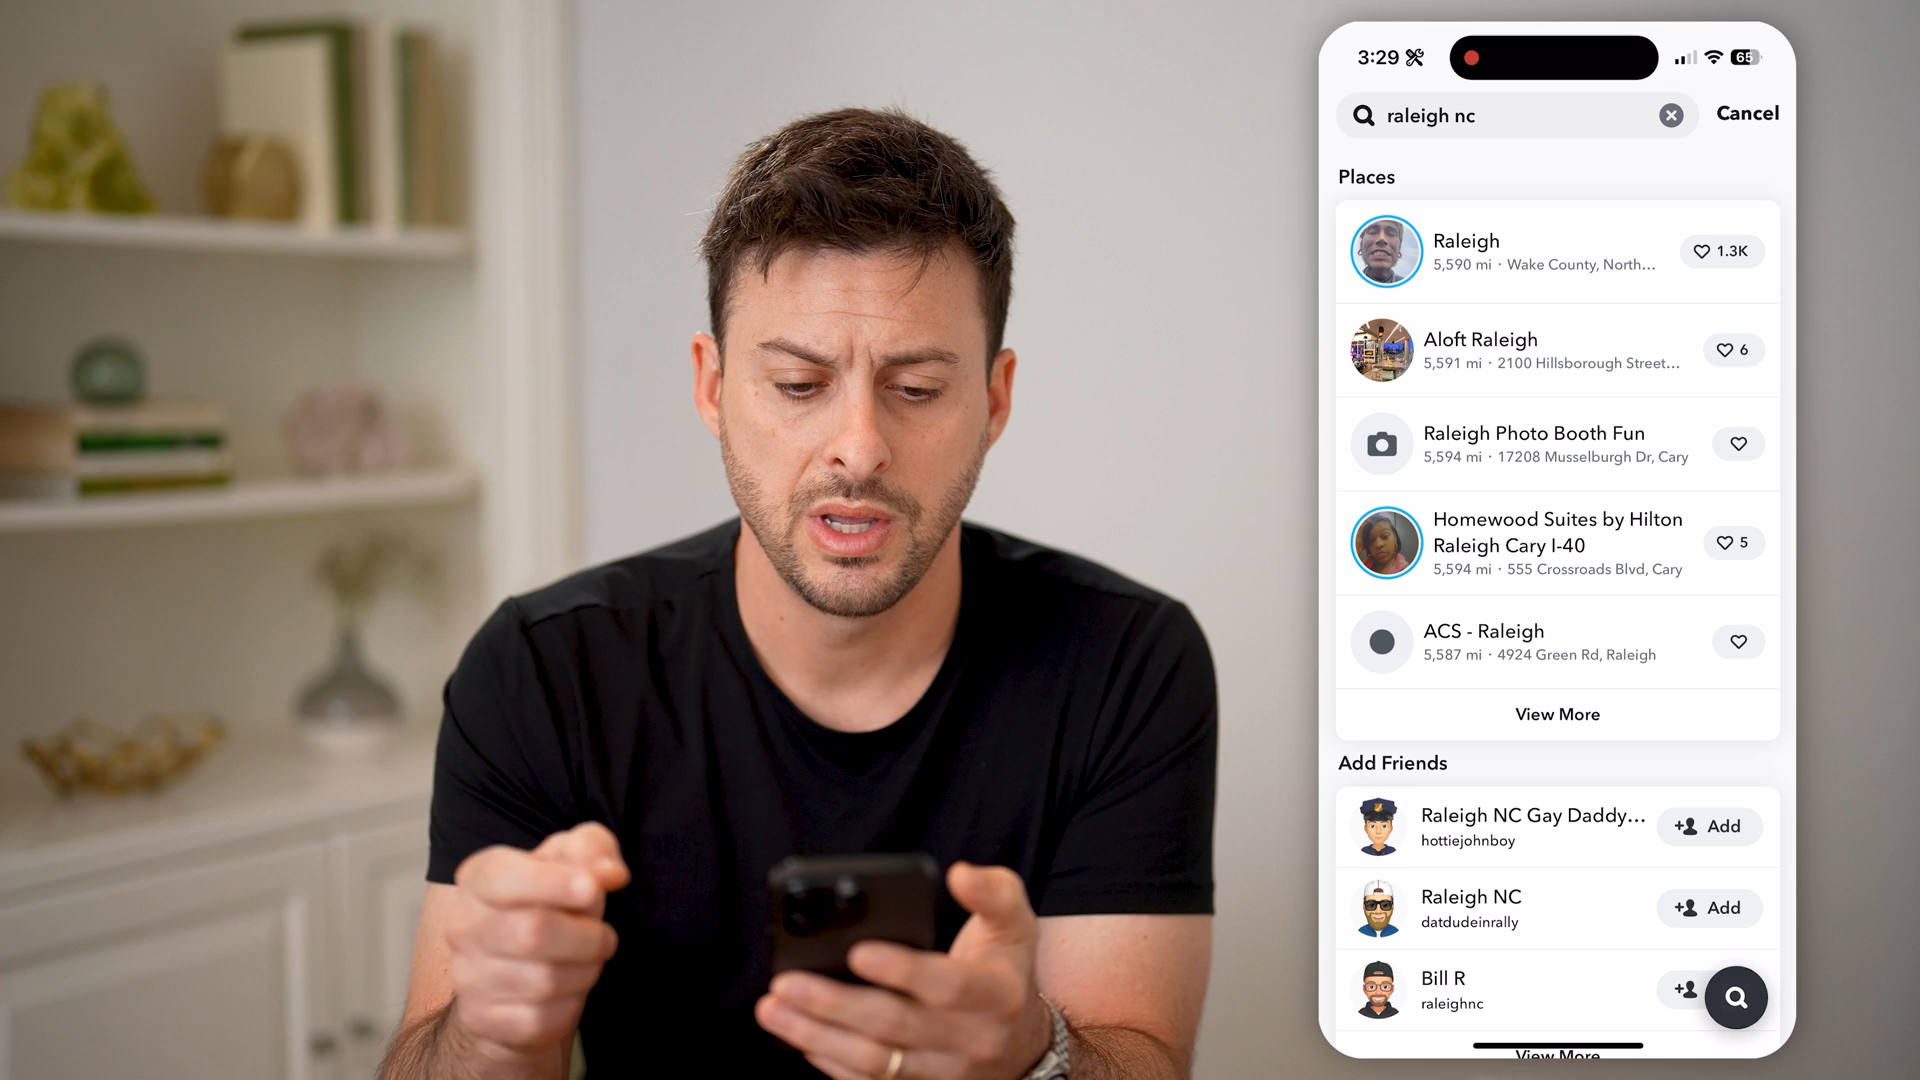 3:29
65
raleigh nc
Cancel
Places
Raleigh
5,590 mi · Wake County, North...
1.3K
Aloft Raleigh
5,591 mi · 2100 Hillsborough Street...
6
Raleigh Photo Booth Fun
5,594 mi · 17208 Musselburgh Dr, Cary
Homewood Suites by Hilton
Raleigh Cary I-40
5,594 mi · 555 Crossroads Blvd, Cary
5
ACS - Raleigh
5,587 mi · 4924 Green Rd, Raleigh
View More
Add Friends
Raleigh NC Gay Daddy...
hottiejohnboy
Add
Raleigh NC
datdudeinrally
Add
Bill R
raleighnc
View More